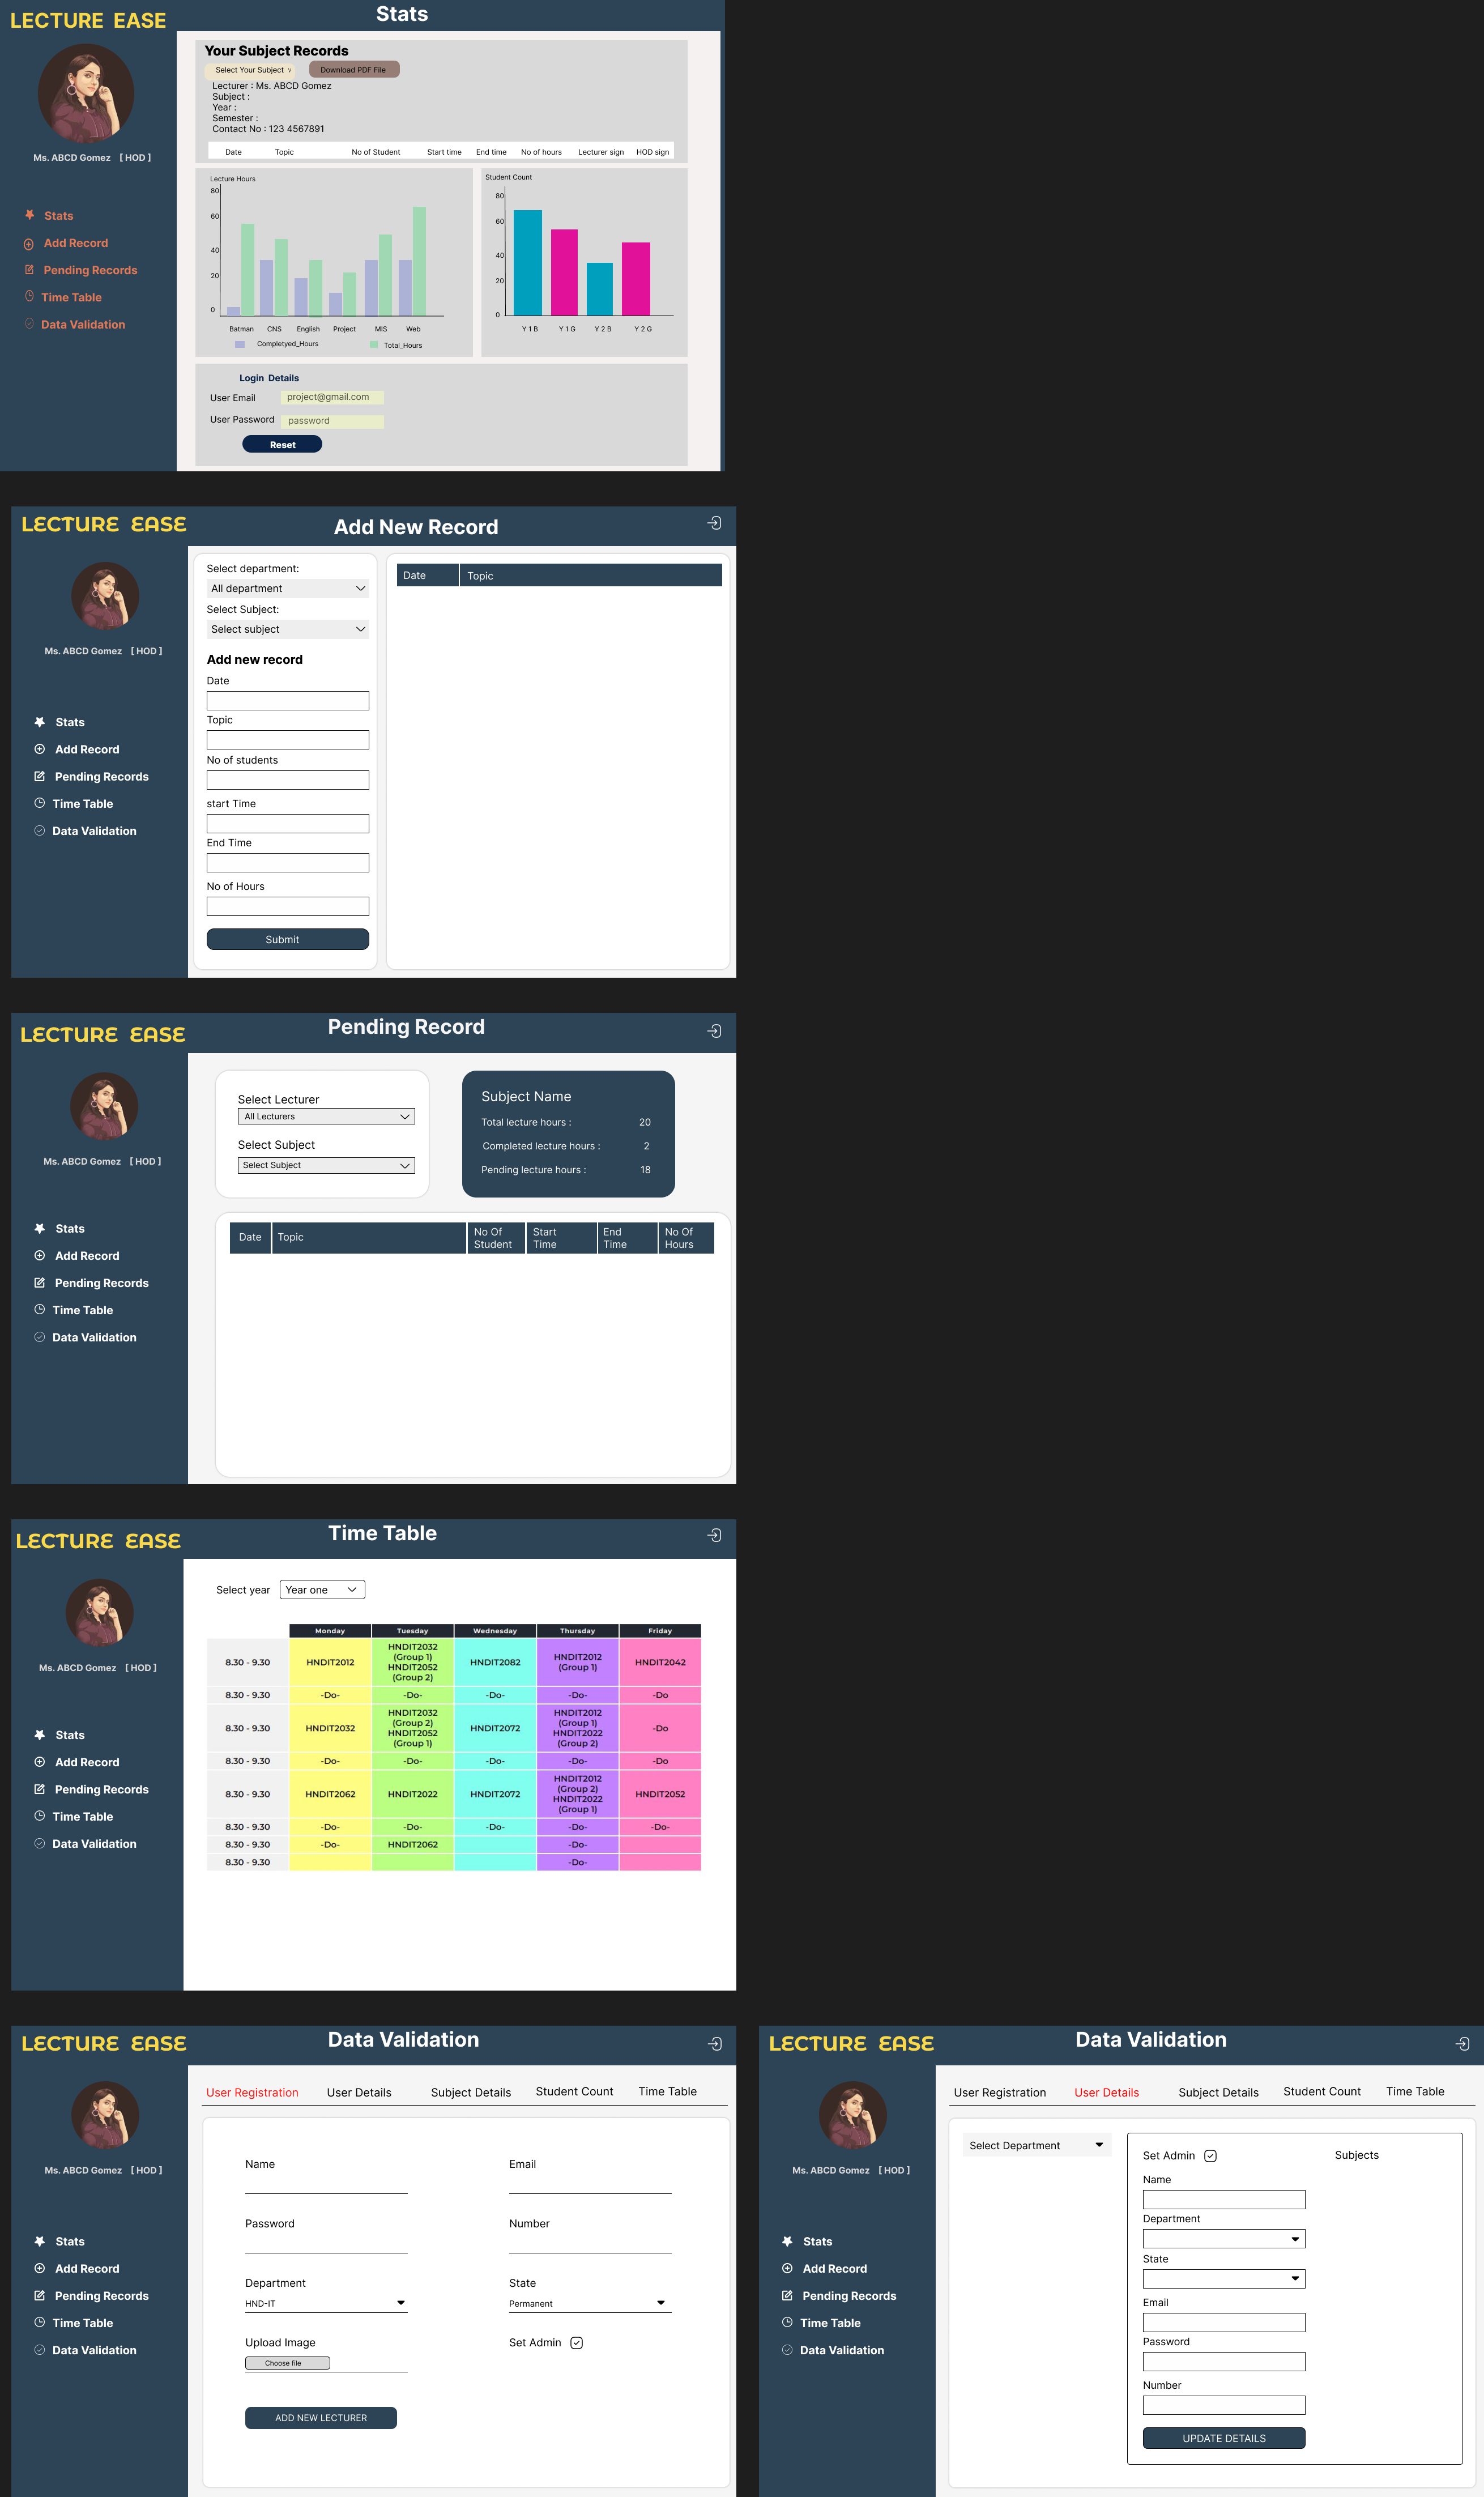 LECTURE EASE
Stats
Ms. ABCD Gomez [ HOD ]
Stats
Add Record
Pending Records
Time Table
Data Validation
Your Subject Records
Select Your Subject v
Download PDF File
Lecturer : Ms. ABCD Gomez
Subject :
Year :
Semester :
Contact No : 123 4567891
Date Topic No of Student Start time End time No of hours Lecturer sign HOD sign
Lecture Hours
80
60
40
20
0
Batman CNS English Project MIS Web
Completyed_Hours Total_Hours
Student Count
80
60
40
20
0
Y 1 B Y 1 G Y 2 B Y 2 G
Login Details
User Email project@gmail.com
User Password password
Reset
LECTURE EASE
Add New Record
Ms. ABCD Gomez [ HOD ]
Stats
Add Record
Pending Records
Time Table
Data Validation
Select department:
All department
Select Subject:
Select subject
Add new record
Date
Topic
No of students
start Time
End Time
No of Hours
Submit
Date Topic
LECTURE EASE
Pending Record
Ms. ABCD Gomez [ HOD ]
Stats
Add Record
Pending Records
Time Table
Data Validation
Select Lecturer
All Lecturers
Select Subject
Select Subject
Subject Name
Total lecture hours : 20
Completed lecture hours : 2
Pending lecture hours : 18
Date Topic No Of Student Start Time End Time No Of Hours
LECTURE EASE
Time Table
Ms. ABCD Gomez [ HOD ]
Stats
Add Record
Pending Records
Time Table
Data Validation
Select year Year one
Monday Tuesday Wednesday Thursday Friday
8.30 - 9.30 HNDIT2012 HNDIT2032 (Group 1) HNDIT2052 (Group 2) HNDIT2082 HNDIT2012 (Group 1) HNDIT2042
8.30 - 9.30 -Do- -Do- -Do- -Do- -Do
8.30 - 9.30 HNDIT2032 HNDIT2032 (Group 2) HNDIT2052 (Group 1) HNDIT2072 HNDIT2012 (Group 1) HNDIT2022 (Group 2) -Do
8.30 - 9.30 -Do- -Do- -Do- -Do- -Do
8.30 - 9.30 HNDIT2062 HNDIT2022 HNDIT2072 HNDIT2012 (Group 2) HNDIT2022 (Group 1) HNDIT2052
8.30 - 9.30 -Do- -Do- -Do- -Do- -Do-
8.30 - 9.30 -Do- HNDIT2062 -Do-
8.30 - 9.30 -Do-
LECTURE EASE
Data Validation
Ms. ABCD Gomez [ HOD ]
Stats
Add Record
Pending Records
Time Table
Data Validation
User Registration User Details Subject Details Student Count Time Table
Name Email
Password Number
Department State
HND-IT Permanent
Upload Image Set Admin
Choose file
ADD NEW LECTURER
LECTURE EASE
Data Validation
Ms. ABCD Gomez [ HOD ]
Stats
Add Record
Pending Records
Time Table
Data Validation
User Registration User Details Subject Details Student Count Time Table
Select Department
Set Admin Subjects
Name
Department
State
Email
Password
Number
UPDATE DETAILS